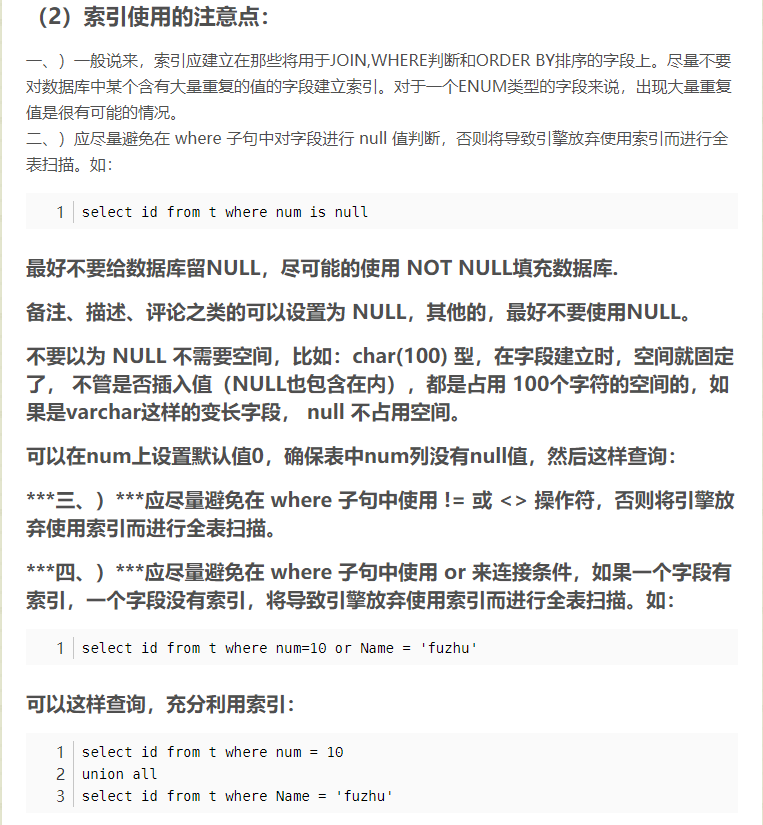 （2）索引使用的注意点：
一、）一般说来，索引应建立在那些将用于JOIN,WHERE判断和ORDER BY排序的字段上。尽量不要
对数据库中某个含有大量重复的值的字段建立索引。对于一个ENUM类型的字段来说，出现大量重复
值是很有可能的情况。
二、）应尽量避免在 where 子句中对字段进行 null 值判断，否则将导致引擎放弃使用索引而进行全
表扫描。如：
1 select id from t where num is null
最好不要给数据库留NULL，尽可能的使用 NOT NULL填充数据库.
备注、描述、评论之类的可以设置为 NULL，其他的，最好不要使用NULL。
不要以为 NULL 不需要空间，比如：char(100) 型，在字段建立时，空间就固定
了， 不管是否插入值（NULL也包含在内），都是占用 100个字符的空间的，如
果是varchar这样的变长字段， null 不占用空间。
可以在num上设置默认值0，确保表中num列没有null值，然后这样查询：
***三、）***应尽量避免在 where 子句中使用 != 或 <> 操作符，否则将引擎放
弃使用索引而进行全表扫描。
***四、）***应尽量避免在 where 子句中使用 or 来连接条件，如果一个字段有
索引，一个字段没有索引，将导致引擎放弃使用索引而进行全表扫描。如：
1 select id from t where num=10 or Name = 'fuzhu'
可以这样查询，充分利用索引：
1 select id from t where num = 10
2 union all
3 select id from t where Name = 'fuzhu'